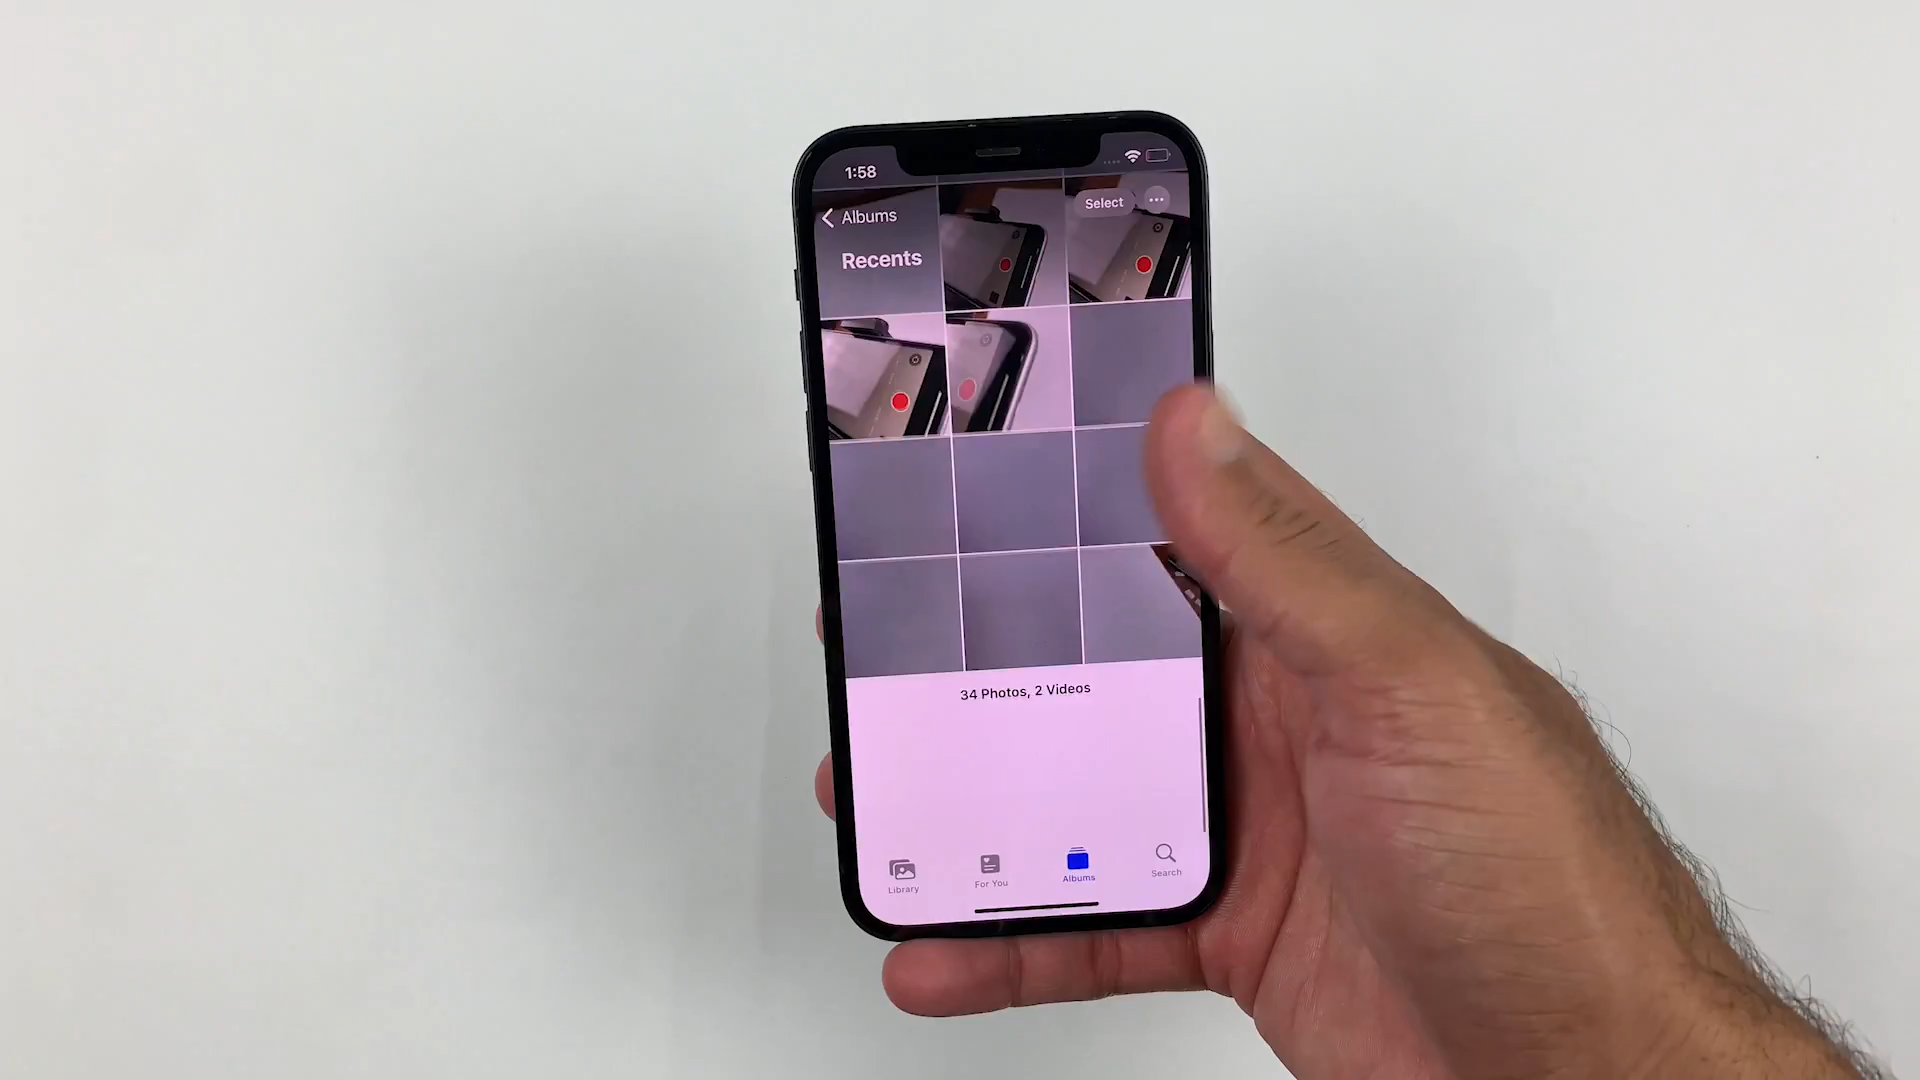 1:58
Albums
Select
Recents
34 Photos, 2 Videos
Library
For You
Albums
Search